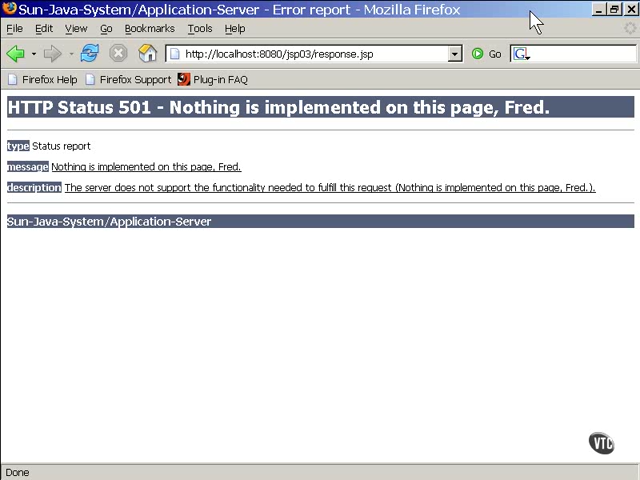 Sun-Java-System/Application-Server - Error report - Mozilla Firefox
File Edit View Go Bookmarks Tools Help
http://localhost:8080/jsp03/response.jsp Go G
Firefox Help Firefox Support Plug-in FAQ
HTTP Status 501 - Nothing is implemented on this page, Fred.
type Status report
message Nothing is implemented on this page, Fred.
description The server does not support the functionality needed to fulfill this request (Nothing is implemented on this page, Fred.).
Sun-Java-System/Application-Server
VTC
Done